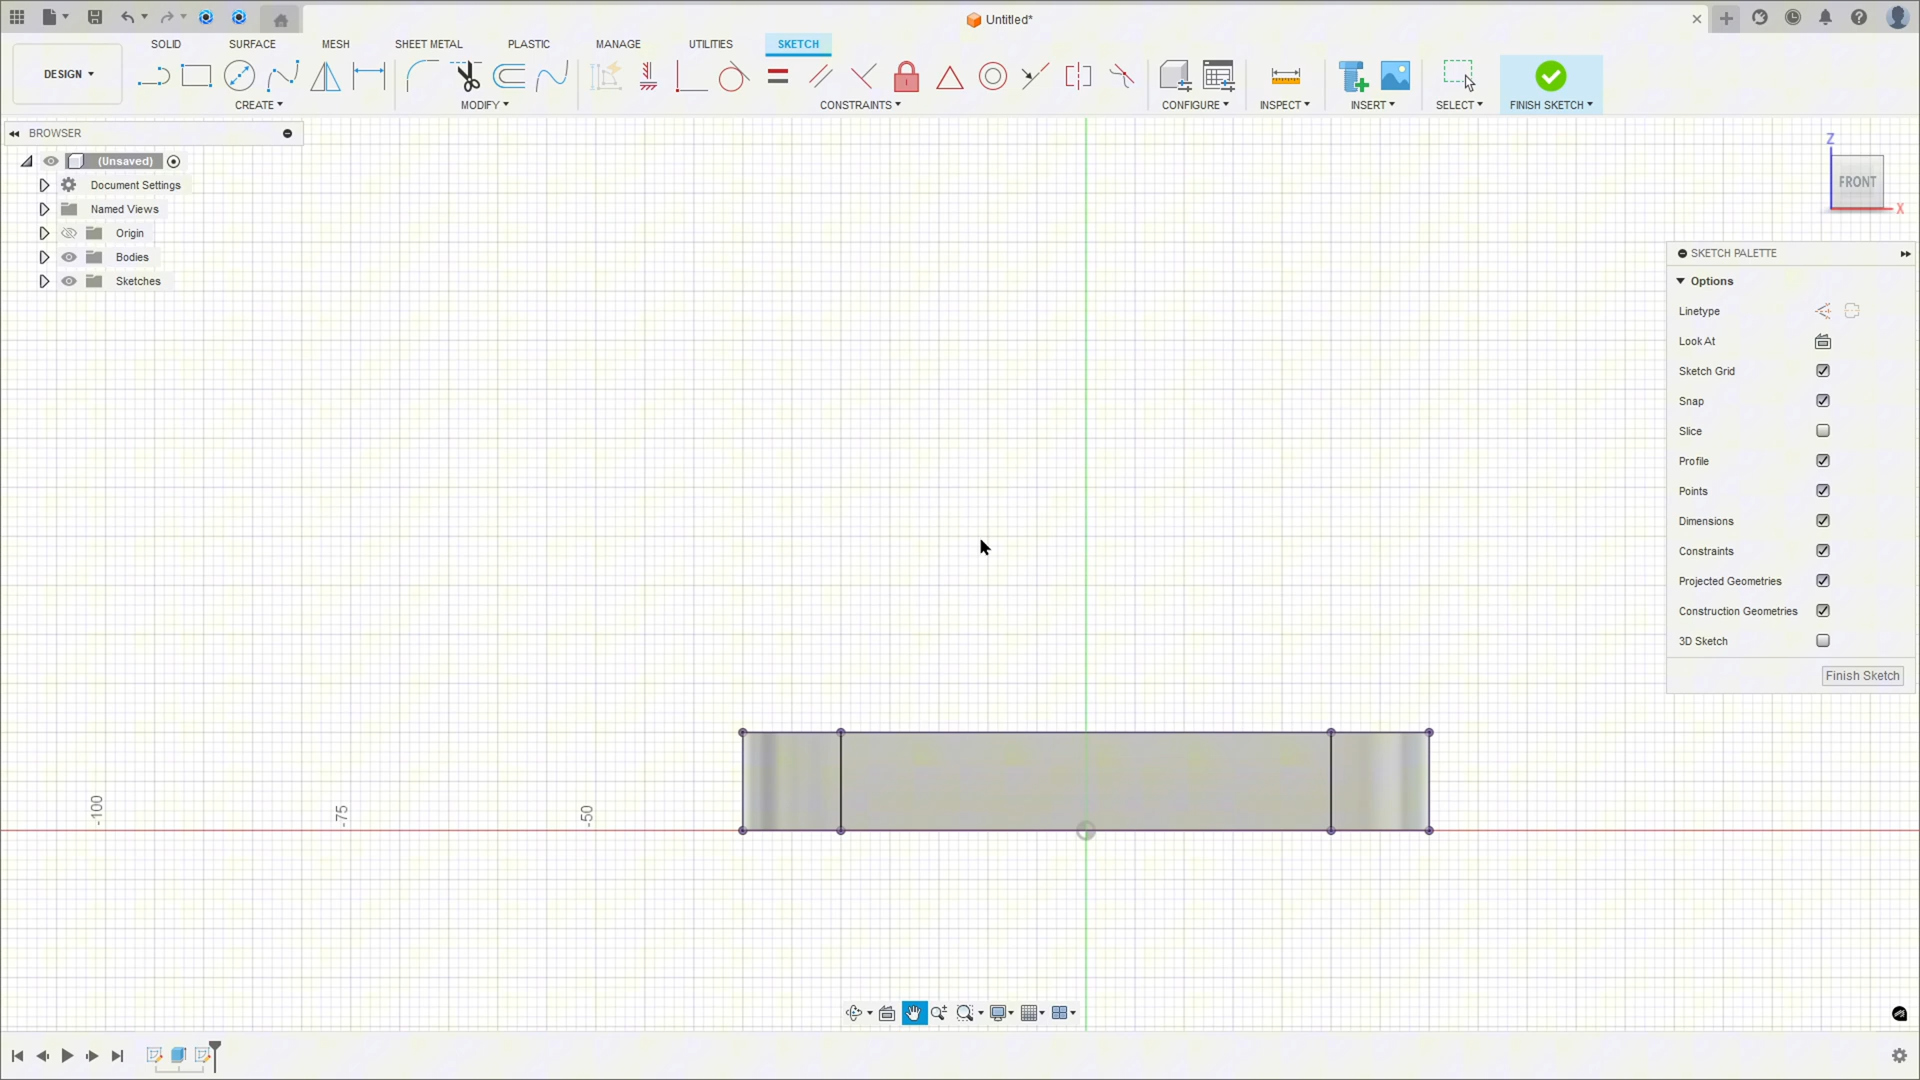 Untitled*
SOLID
SURFACE
MESH
SHEET METAL
PLASTIC
MANAGE
UTILITIES
SKETCH
DESIGN
CREATE
MODIFY
CONSTRAINTS
CONFIGURE
INSPECT
INSERT
SELECT
FINISH SKETCH
BROWSER
(Unsaved)
Document Settings
Named Views
Origin
Bodies
Sketches
Z
FRONT
X
SKETCH PALETTE
Options
Linetype
Look At
Sketch Grid
Snap
Slice
Profile
Points
Dimensions
Constraints
Projected Geometries
Construction Geometries
3D Sketch
Finish Sketch
-100
-75
-50